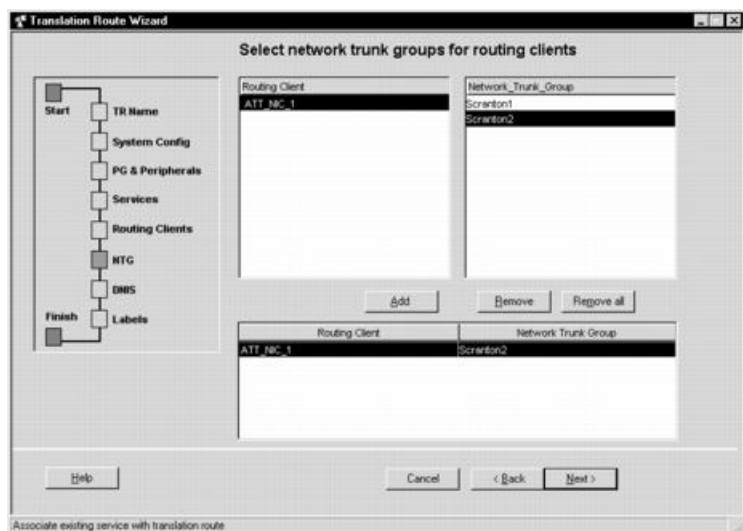 Translation Route Wizard
Select network trunk groups for routing clients
Start
TR Name
System Config
PG & Peripherals
Services
Routing Clients
NTG
DNIS
Labels
Finish
Routing Client
ATT_NIC_1
Network_Trunk_Group
Scranton1
Scranton2
Add
Remove
Remove all
Routing Client Network Trunk Group
ATT_NIC_1 Scranton2
Help
Cancel
< Back
Next >
Associate existing service with translation route